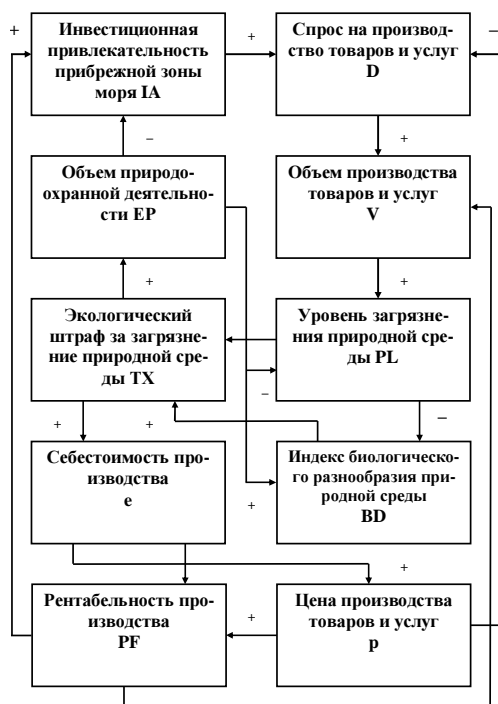 Инвестиционная
привлекательность
прибрежной зоны
моря IA
Спрос на производ-
ство товаров и услуг
D
Объем природо-
охранной деятельно-
сти EP
Объем производства
товаров и услуг
V
Экологический
штраф за загрязне-
ние природной сре-
ды TX
Уровень загрязне-
ния природной сре-
ды PL
Себестоимость про-
изводства
e
Индекс биологическо-
го разнообразия при-
родной среды
BD
Рентабельность про-
изводства
PF
Цена производства
товаров и услуг
p
+
+
−
−
+
+
+
−
−
+
+
+
+
+